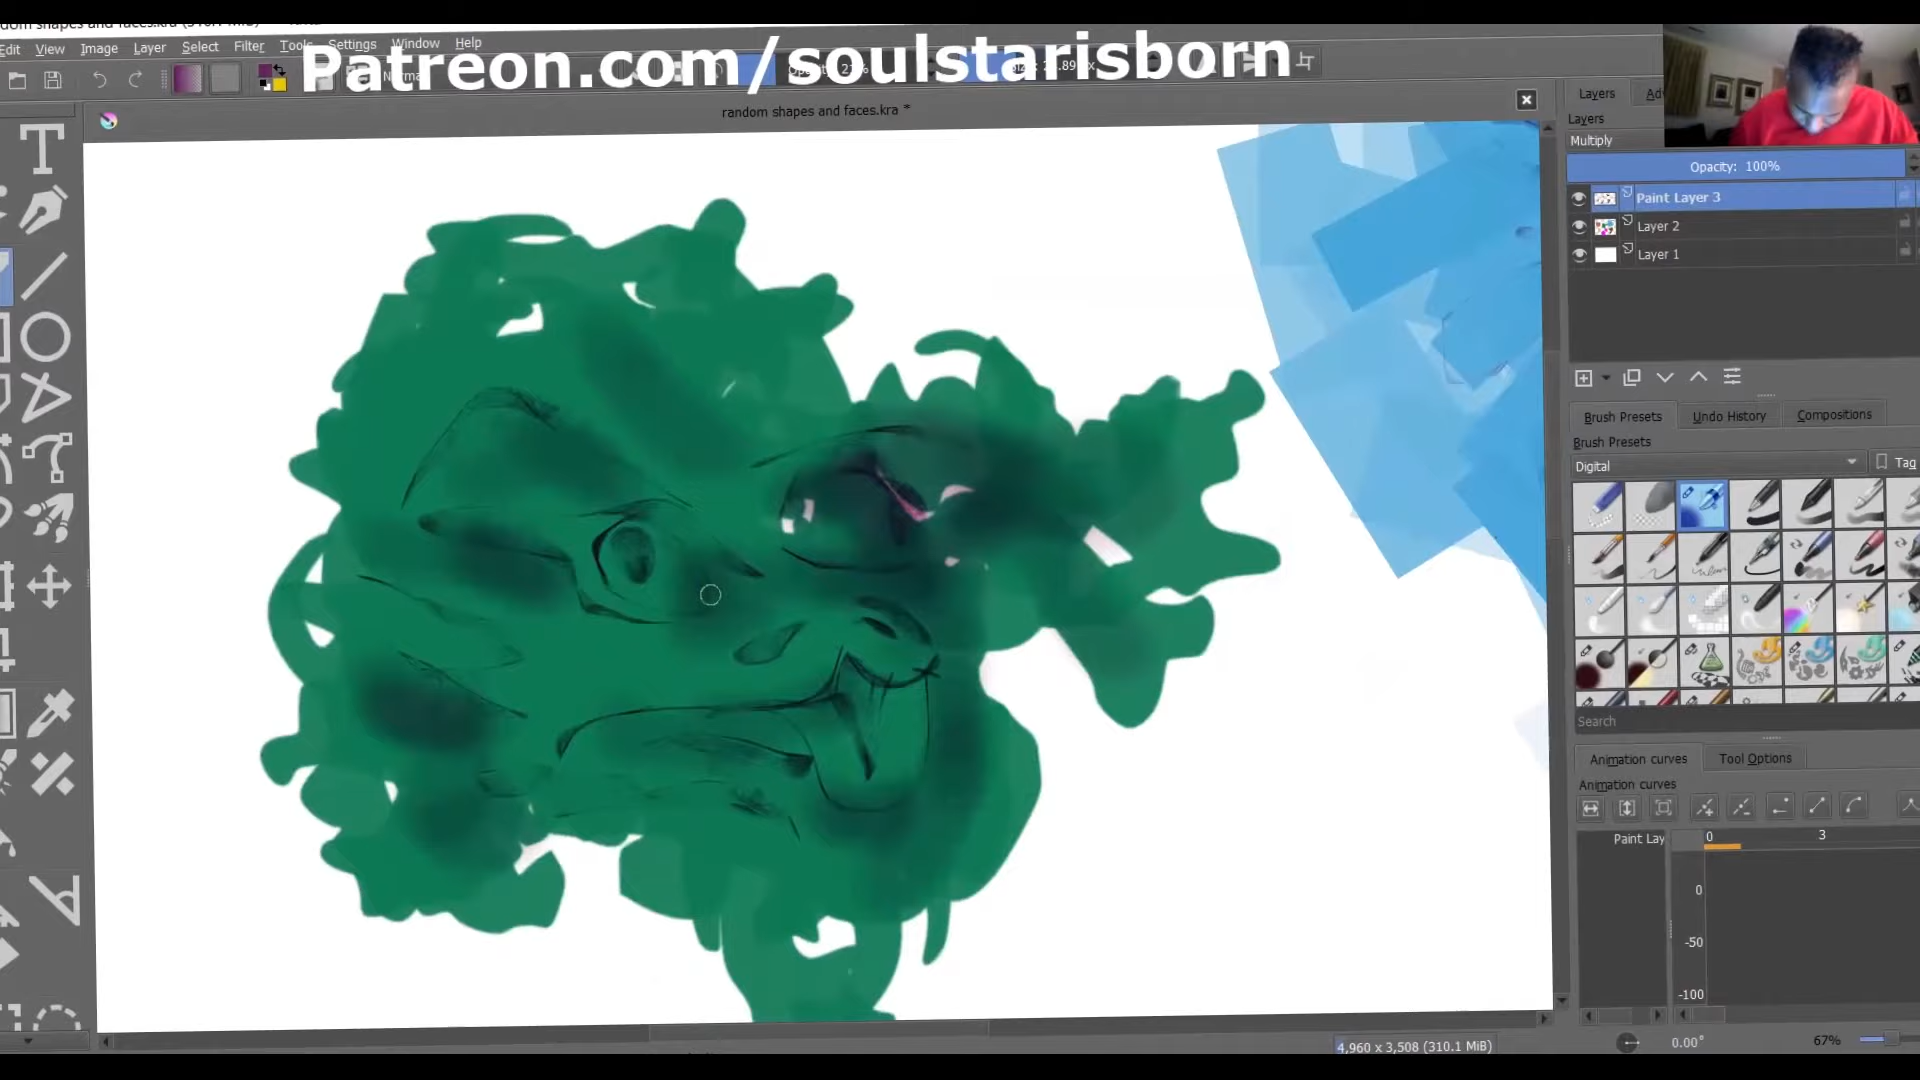 Edit View Image Layer Select Filter Tools Settings Window Help
Patreon.com/soulstarisborn
random shapes and faces.kra *
Layers
Layers
Multiply
Opacity: 100%
Paint Layer 3
Layer 2
Layer 1
Brush Presets Undo History Compositions
Brush Presets
Digital Tag
Search
Animation curves Tool Options
Animation curves
0 3
Paint Lay
0
-50
-100
4,960 x 3,508 (310.1 MiB) 0.00° 67%